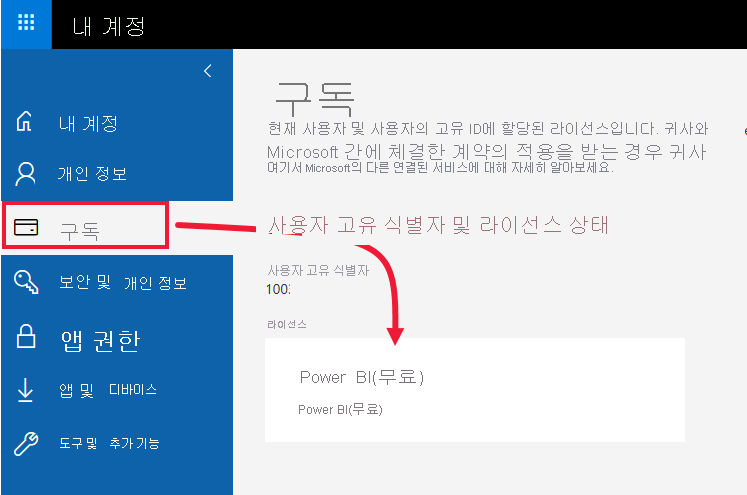 내 계정
내 계정
개인 정보
구독
보안 및 개인 정보
앱 권한
앱 및 디바이스
도구 및 추가 기능
구독
현재 사용자 및 사용자의 고유 ID에 할당된 라이선스입니다. 귀사와
Microsoft 간에 체결한 계약의 적용을 받는 경우 귀사
여기서 Microsoft의 다른 연결된 서비스에 대해 자세히 알아보세요.
사용자 고유 식별자 및 라이선스 상태
사용자 고유 식별자
1003
라이선스
Power BI(무료)
Power BI(무료)